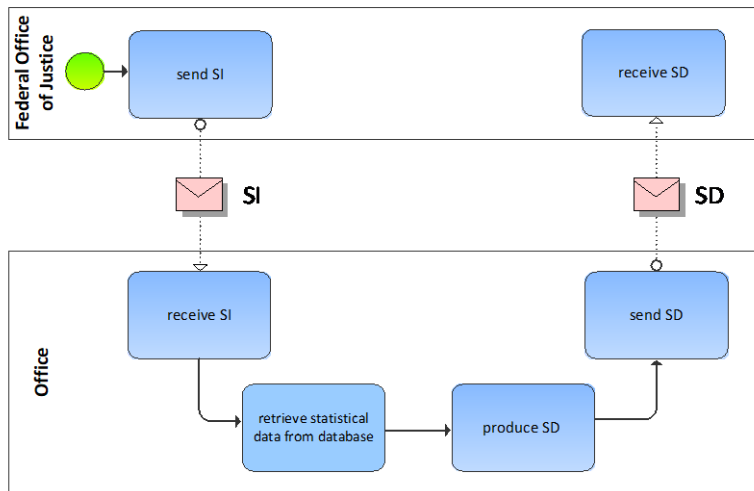 Federal Office
of Justice
send SI
receive SD
SI
SD
Office
receive SI
send SD
retrieve statistical
data from database
produce SD